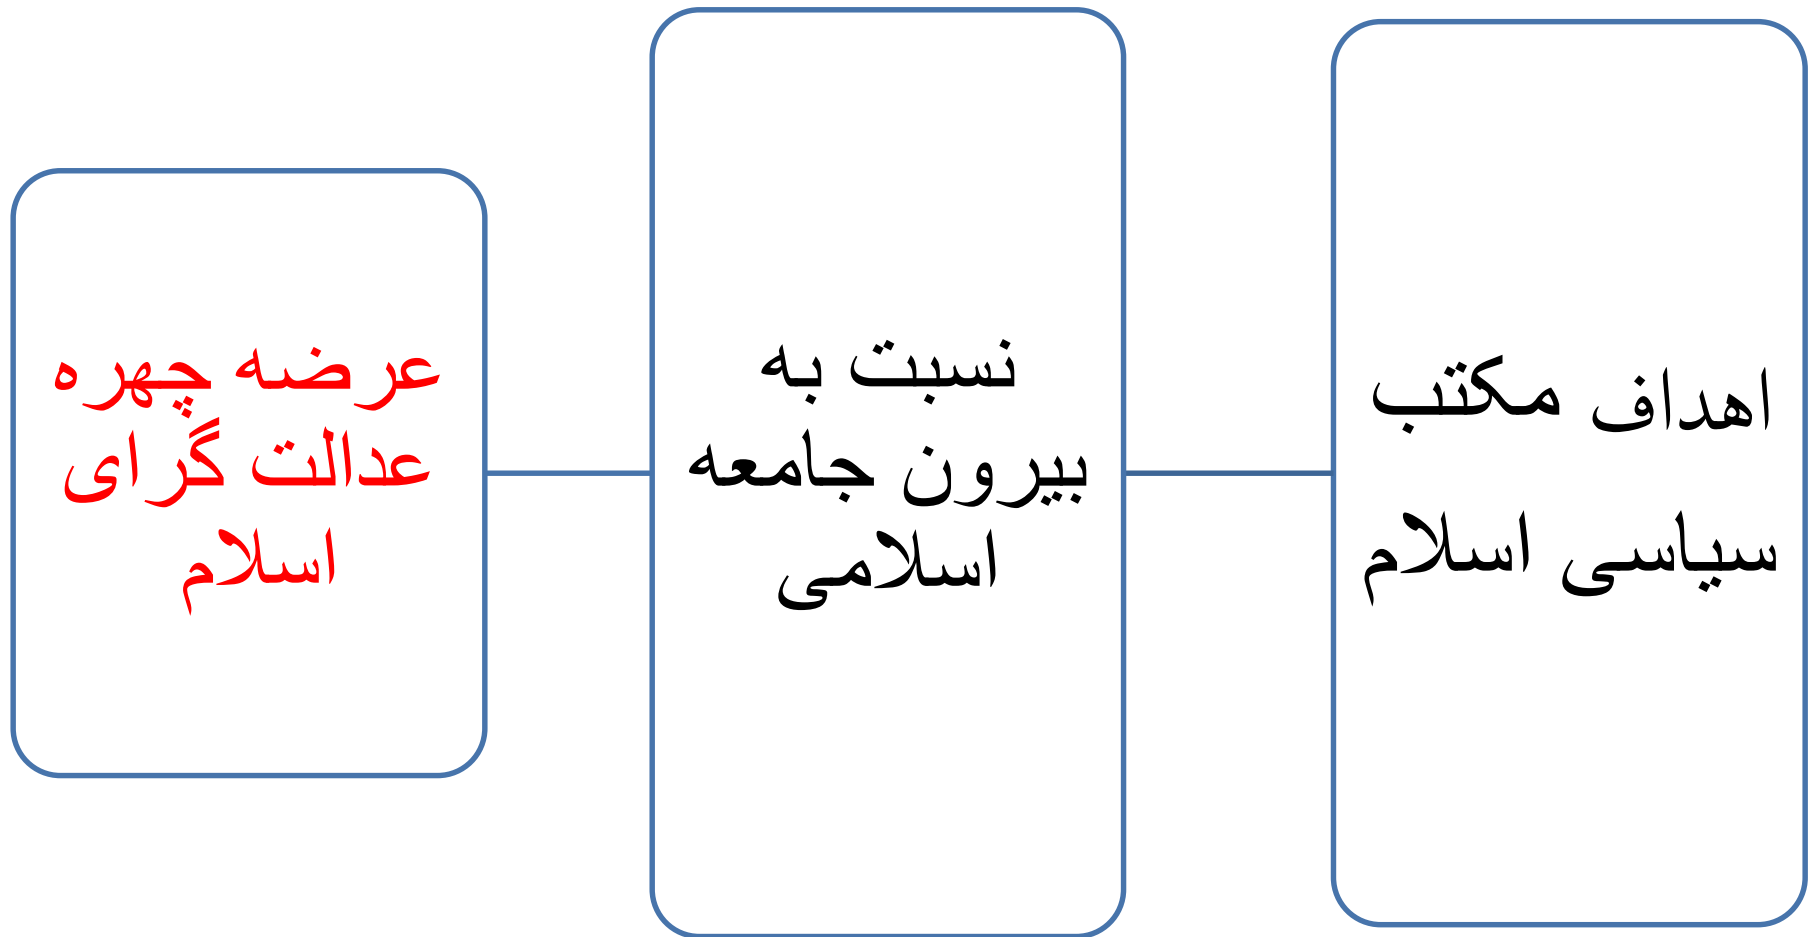 اهداف مکتب
سیاسی اسلام
نسبت به
بیرون جامعه
اسلامی
عرضه چهره
عدالت گرای
اسلام